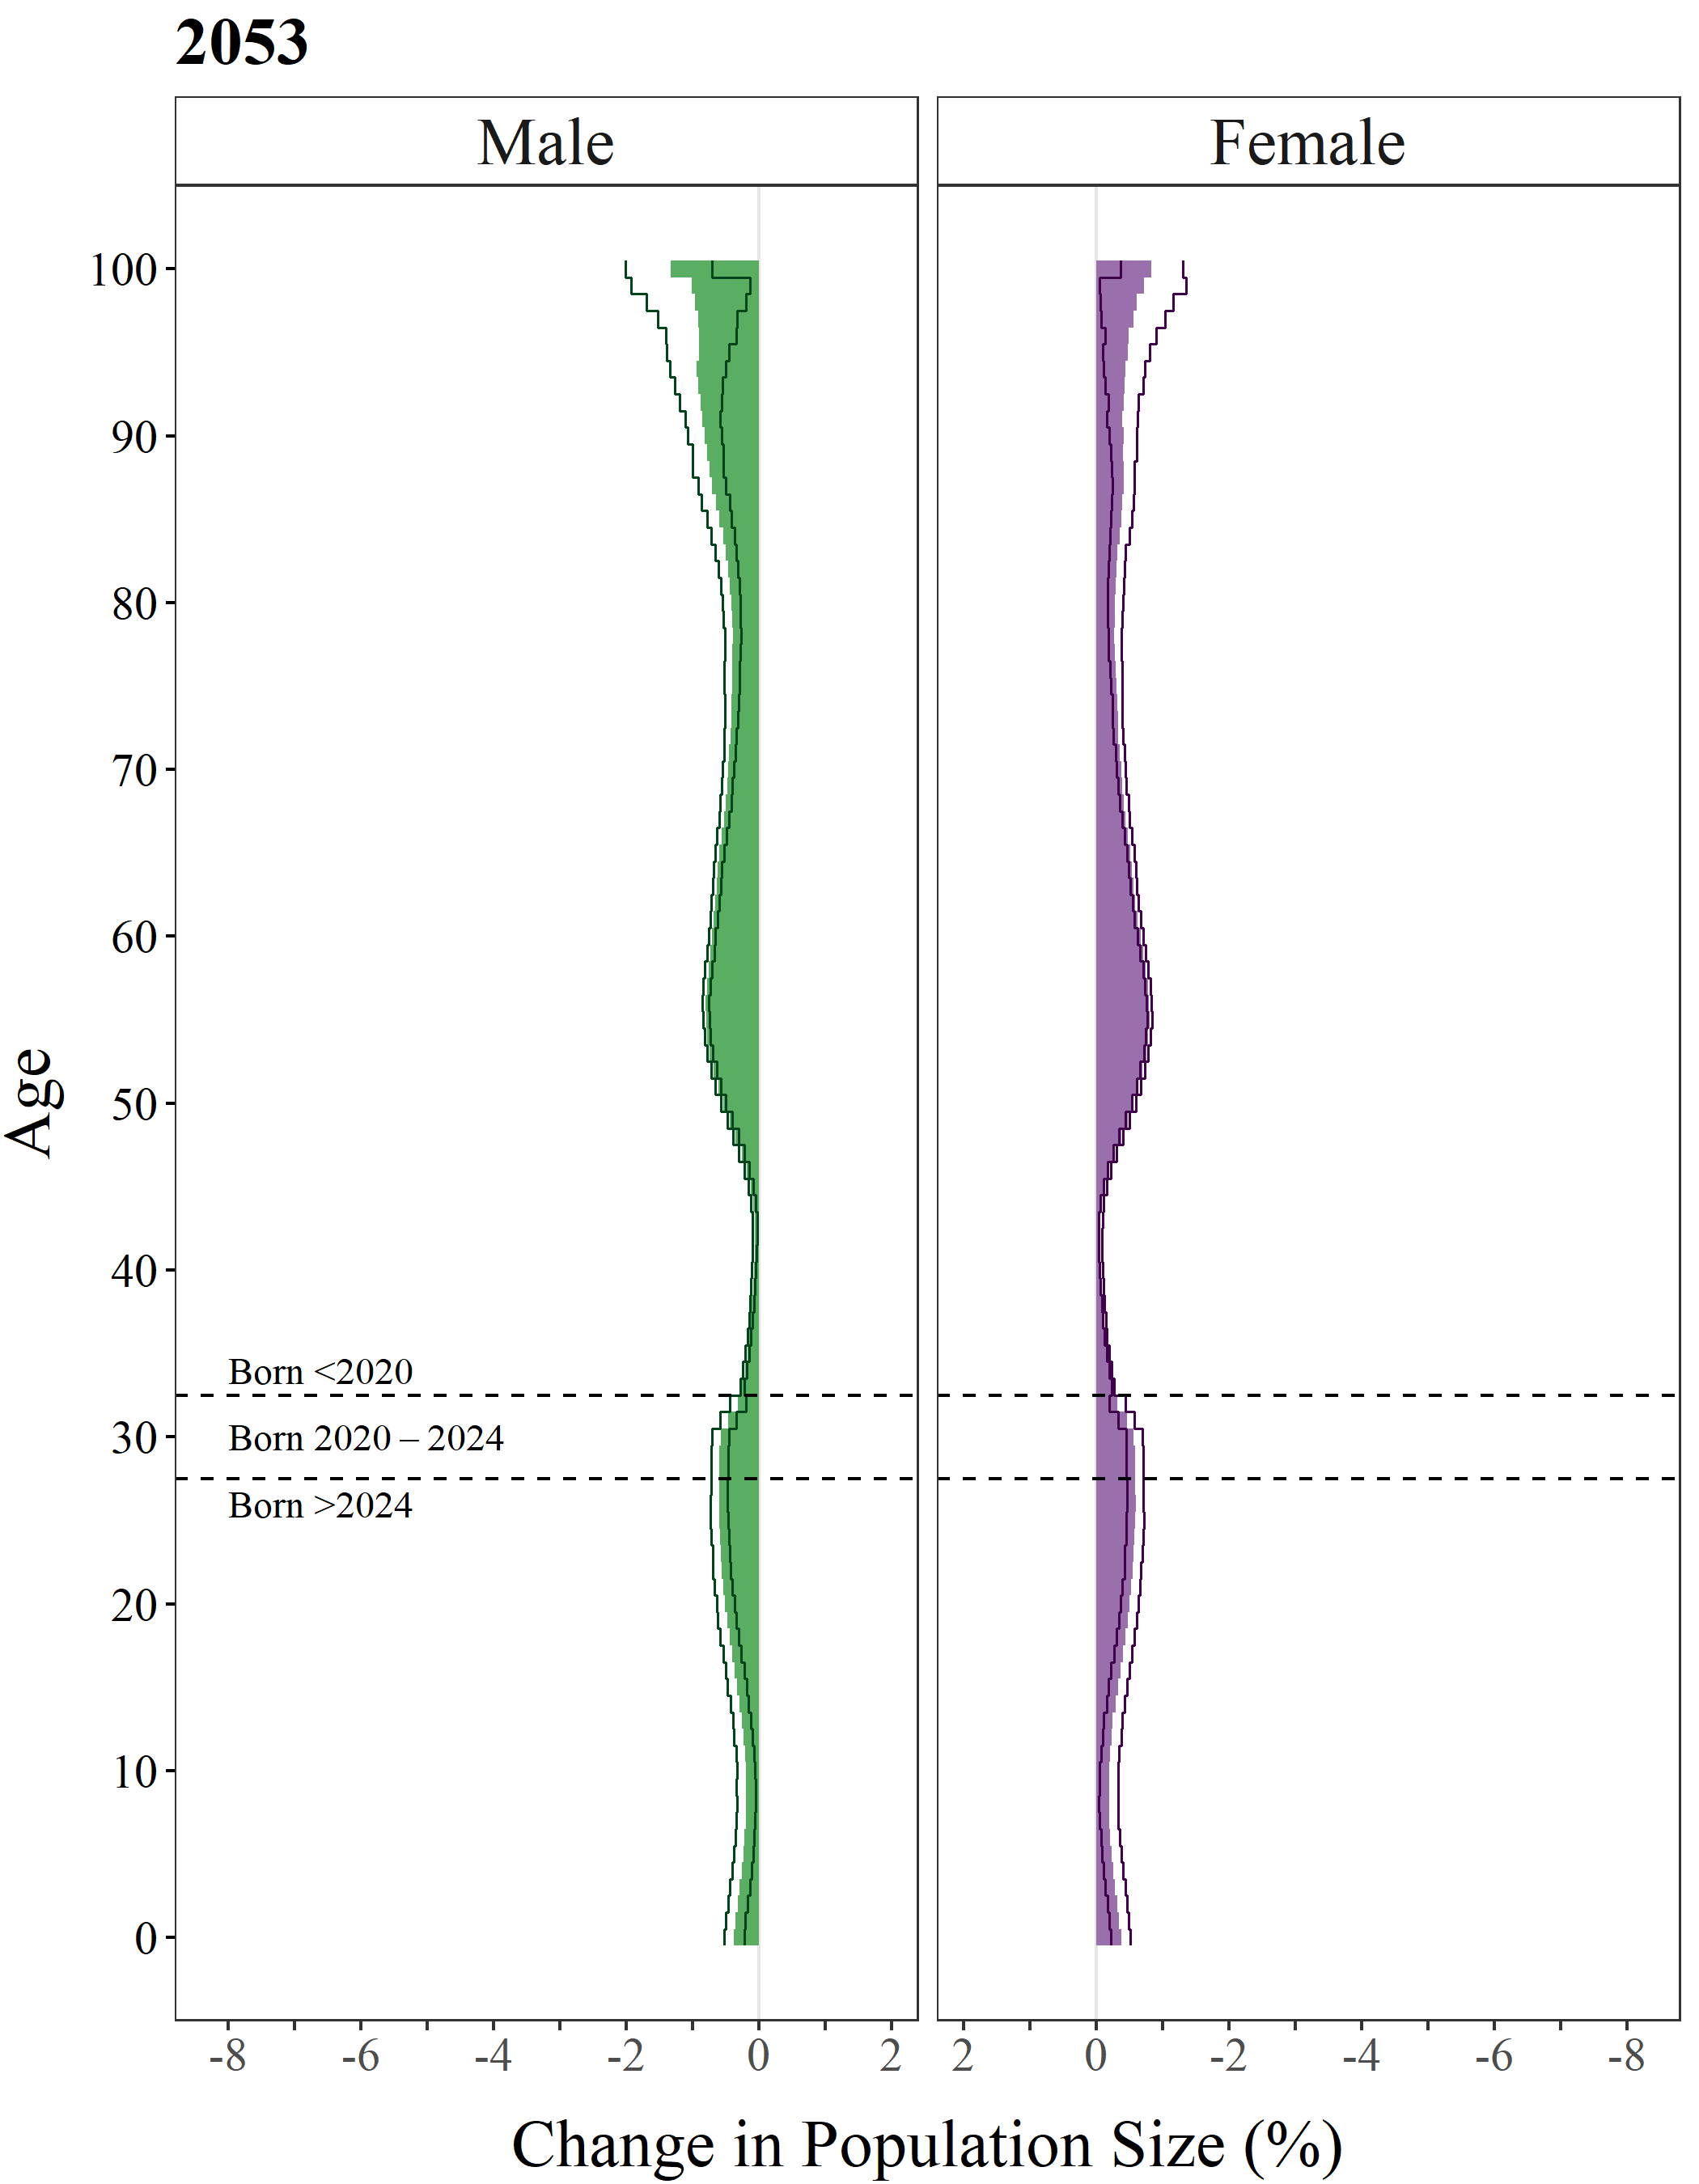 2053
Male
Female
Age
100
90
80
70
60
50
40
30
20
10
0
Born <2020
Born 2020 – 2024
Born >2024
-8 -6 -4 -2 0 2
2 0 -2 -4 -6 -8
Change in Population Size (%)